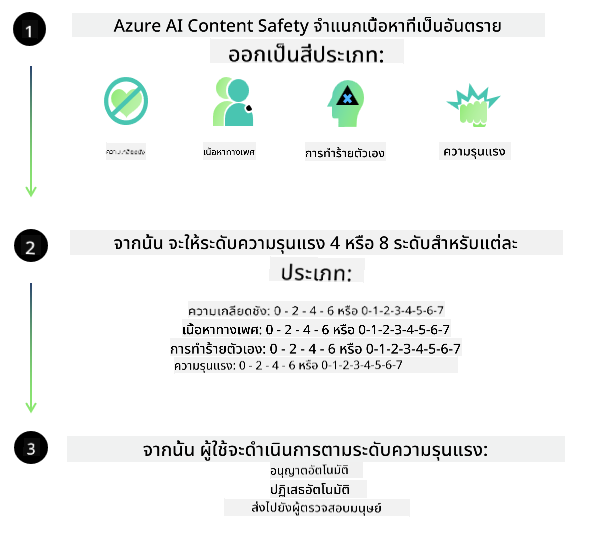 1
Azure AI Content Safety จำแนกเนื้อหาที่เป็นอันตราย
ออกเป็นสี่ประเภท:
ความเกลียดชัง
เนื้อหาทางเพศ
การทำร้ายตัวเอง
ความรุนแรง
2
จากนั้น จะให้ระดับความรุนแรง 4 หรือ 8 ระดับสำหรับแต่ละ
ประเภท:
ความเกลียดชัง: 0 - 2 - 4 - 6 หรือ 0-1-2-3-4-5-6-7
เนื้อหาทางเพศ: 0 - 2 - 4 - 6 หรือ 0-1-2-3-4-5-6-7
การทำร้ายตัวเอง: 0 - 2 - 4 - 6 หรือ 0-1-2-3-4-5-6-7
ความรุนแรง: 0 - 2 - 4 - 6 หรือ 0-1-2-3-4-5-6-7
3
จากนั้น ผู้ใช้จะดำเนินการตามระดับความรุนแรง:
อนุญาตอัตโนมัติ
ปฏิเสธอัตโนมัติ
ส่งไปยังผู้ตรวจสอบมนุษย์